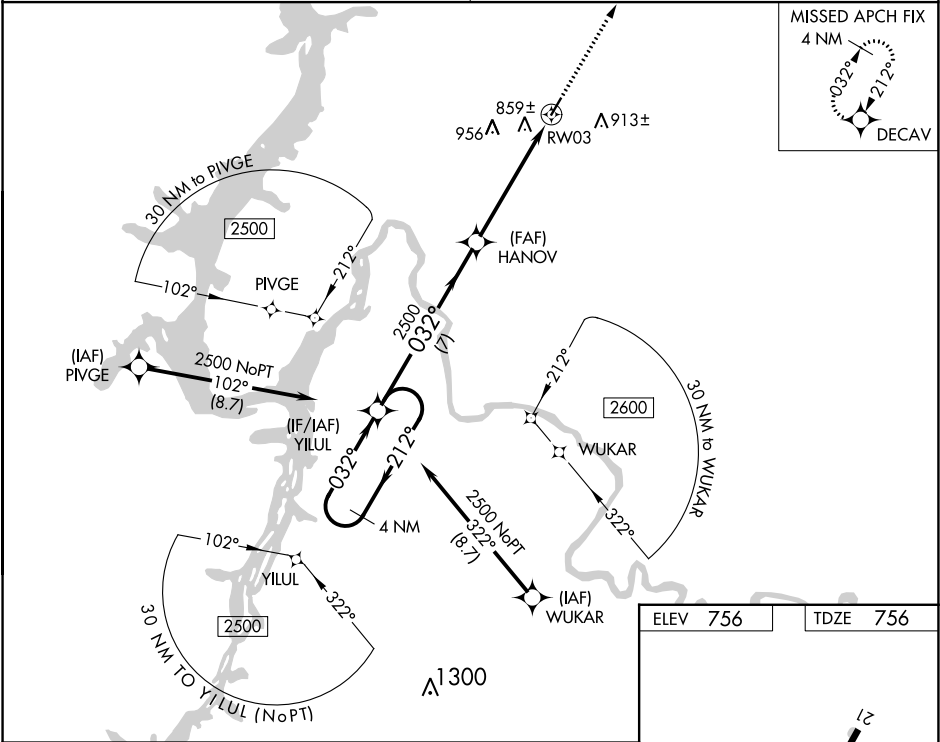 MISSED APCH FIX
4 NM
032°
212°
DECAV
859±
956
913±
RW03
30 NM to PIVGE
2500
212°
102°
PIVGE
(FAF)
HANOV
2500
032°
(7)
(IAF)
PIVGE
2500 NoPT
102°
(8.7)
(IF/IAF)
YILUL
032°
212°
4 NM
212°
2600
WUKAR
322°
30 NM to WUKAR
2500 NoPT
322°
(8.7)
(IAF)
WUKAR
102°
YILUL
322°
2500
30 NM TO YILUL (NoPT)
1300
ELEV 756
TDZE 756
21